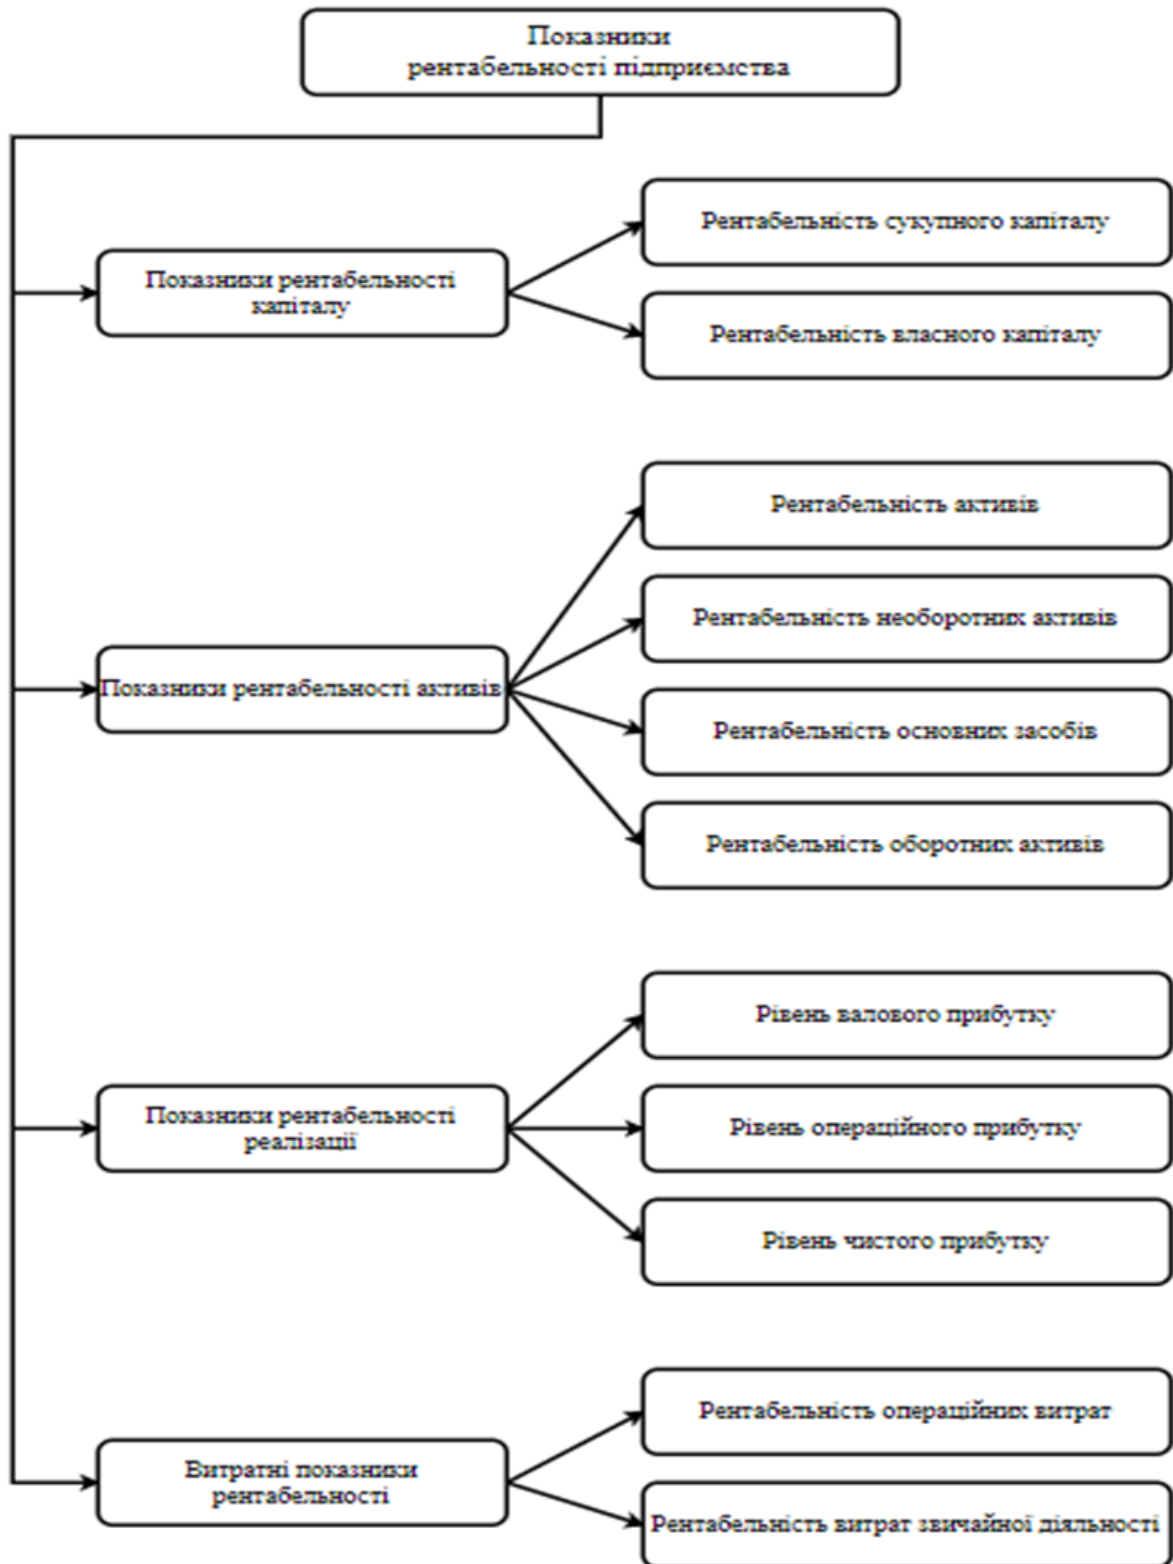 Показники
рентабельності підприємства
Показники рентабельності
капіталу
Рентабельність сукупного капіталу
Рентабельність власного капіталу
Показники рентабельності активів
Рентабельність активів
Рентабельність необоротних активів
Рентабельність основних засобів
Рентабельність оборотних активів
Показники рентабельності
реалізації
Рівень валового прибутку
Рівень операційного прибутку
Рівень чистого прибутку
Витратні показники
рентабельності
Рентабельність операційних витрат
Рентабельність витрат звичайної діяльності